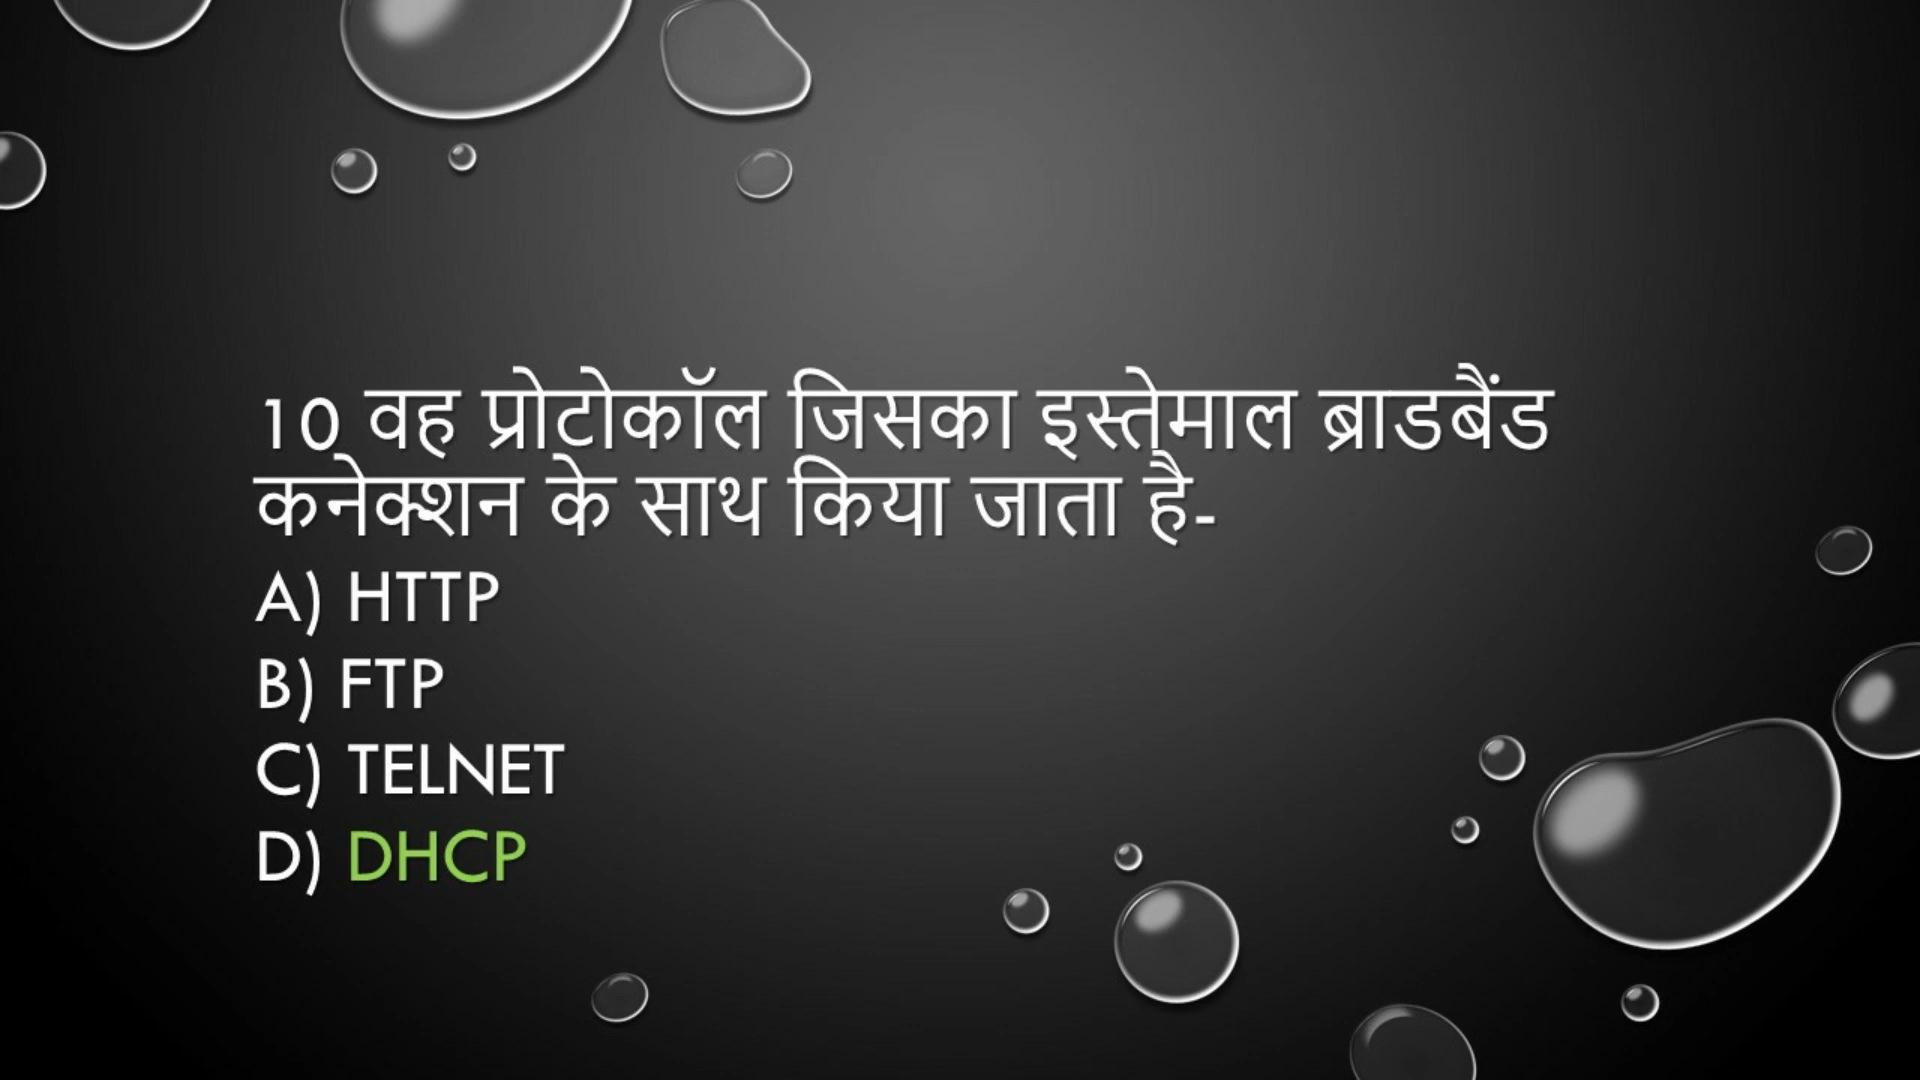 10 वह प्रोटोकॉल जिसका इस्तेमाल ब्राडबैंड
कनेक्शन के साथ किया जाता है-
A) HTTP
B) FTP
C) TELNET
D) DHCP